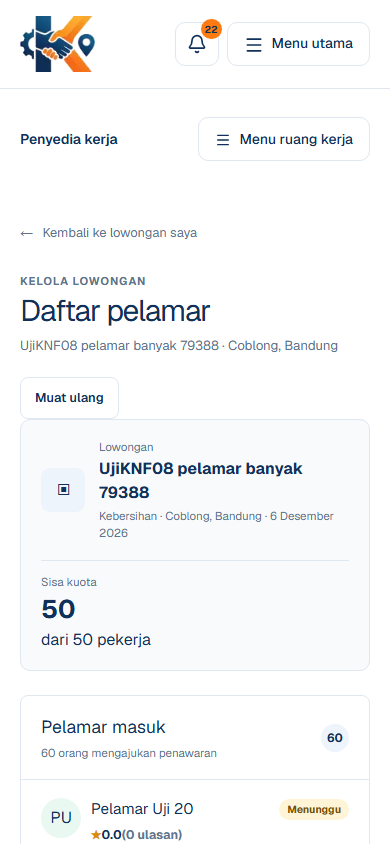 22
Menu utama
Penyedia kerja
Menu ruang kerja
← Kembali ke lowongan saya
KELOLA LOWONGAN
Daftar pelamar
UjiKNF08 pelamar banyak 79388 · Coblong, Bandung
Muat ulang
Lowongan
UjiKNF08 pelamar banyak
79388
Kebersihan · Coblong, Bandung · 6 Desember
2026
Sisa kuota
50
dari 50 pekerja
Pelamar masuk
60 orang mengajukan penawaran
60
PU
Pelamar Uji 20
Menunggu
★0.0(0 ulasan)